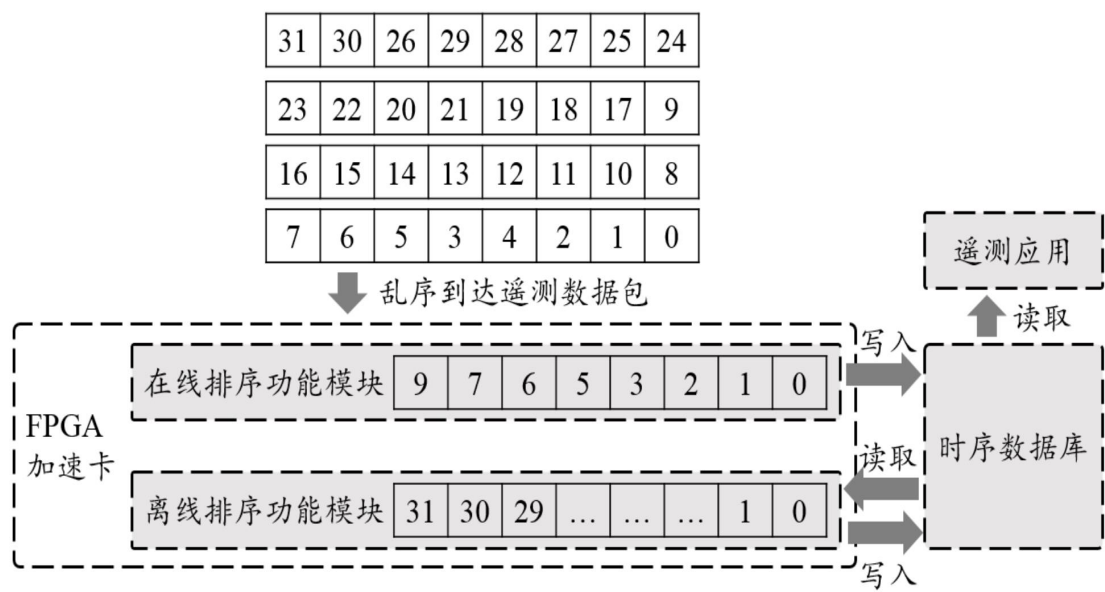 31 30 26 29 28 27 25 24
23 22 20 21 19 18 17 9
16 15 14 13 12 11 10 8
7 6 5 3 4 2 1 0
乱序到达遥测数据包
遥测应用
读取
写入
在线排序功能模块 9 7 6 5 3 2 1 0
FPGA
加速卡
时序数据库
读取
离线排序功能模块 31 30 29 … … … 1 0
写入